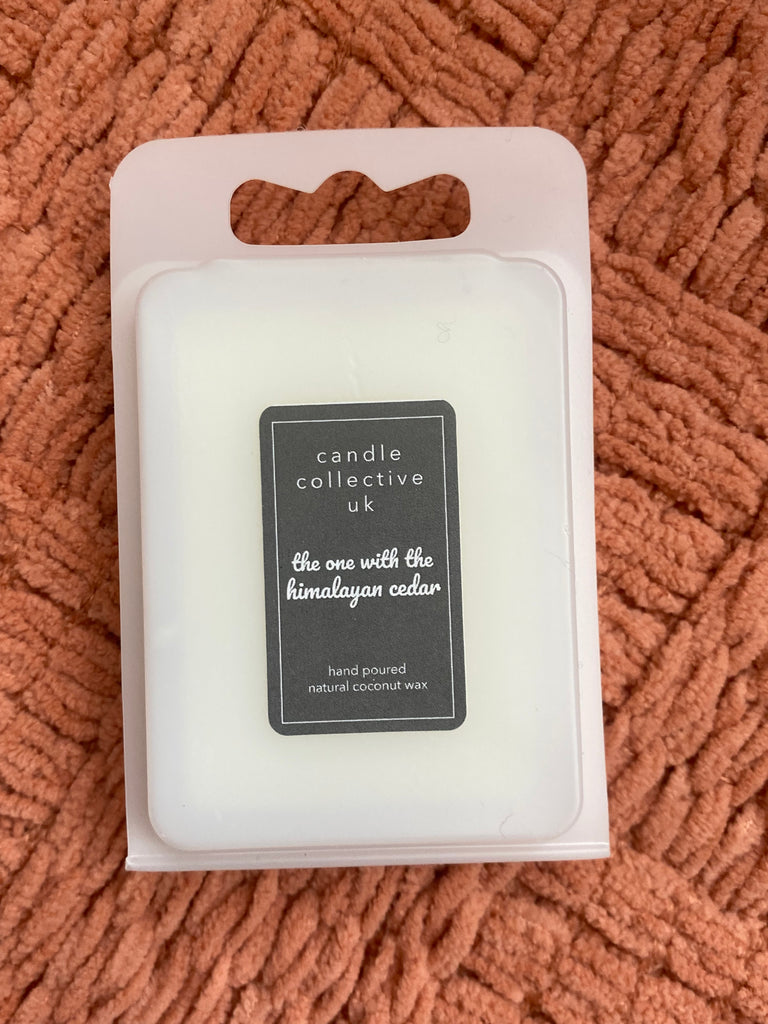 candle
collective
uk
the one with the
himalayan cedar
hand poured
natural coconut wax